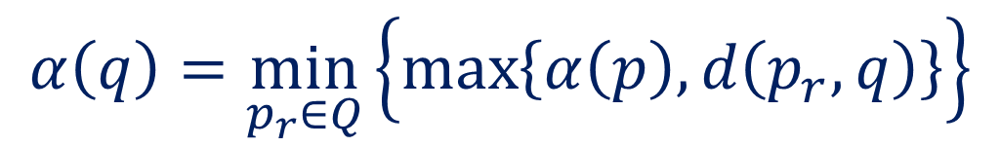 α(q) = min_{p_r∈Q} {max{α(p), d(p_r, q)}}